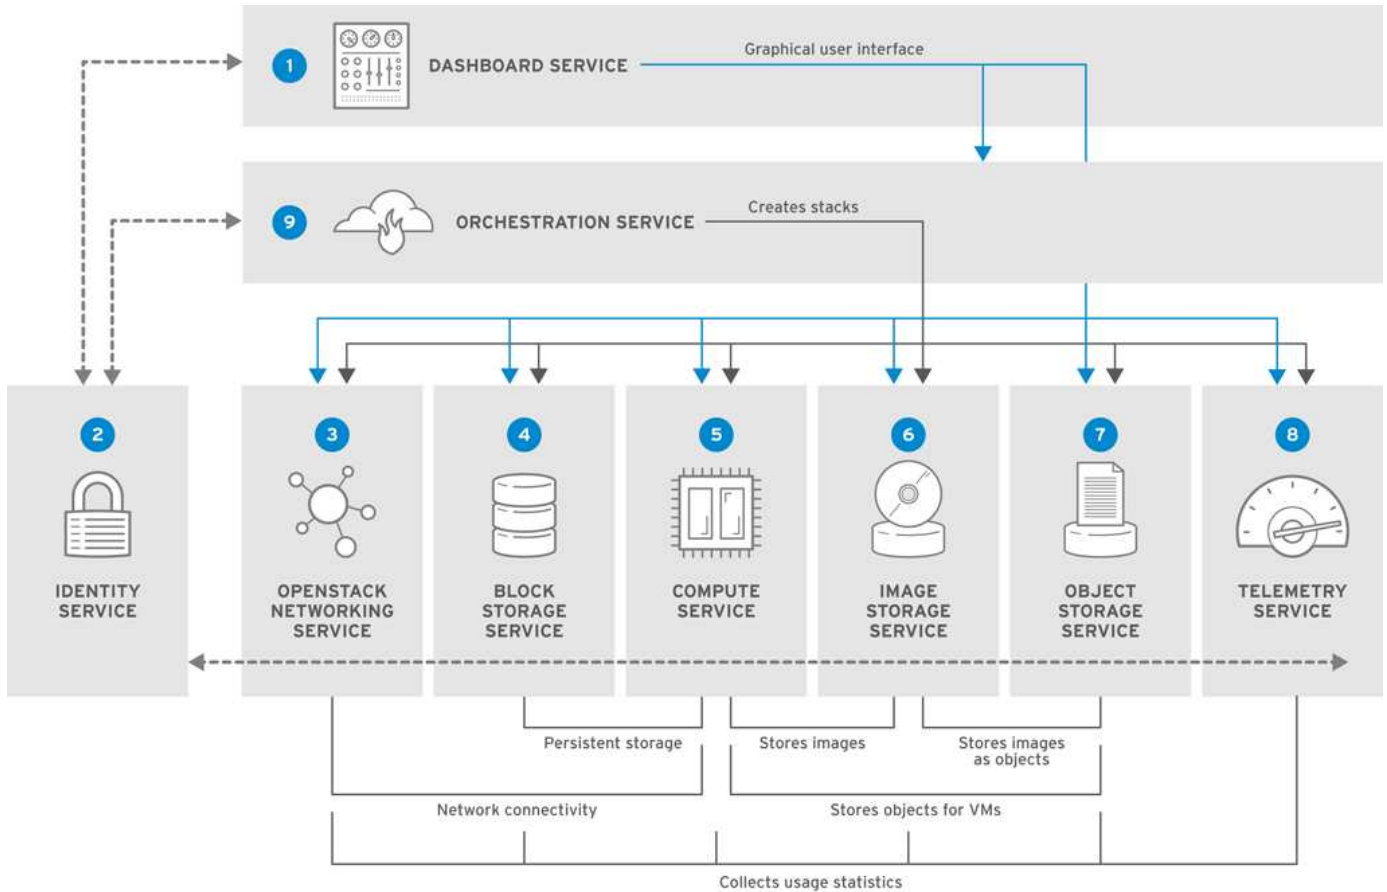 1
DASHBOARD SERVICE
Graphical user interface
9
ORCHESTRATION SERVICE
Creates stacks
2
IDENTITY
SERVICE
3
OPENSTACK
NETWORKING
SERVICE
4
BLOCK
STORAGE
SERVICE
5
COMPUTE
SERVICE
6
IMAGE
STORAGE
SERVICE
7
OBJECT
STORAGE
SERVICE
8
TELEMETRY
SERVICE
Persistent storage
Stores images
Stores images
as objects
Network connectivity
Stores objects for VMs
Collects usage statistics